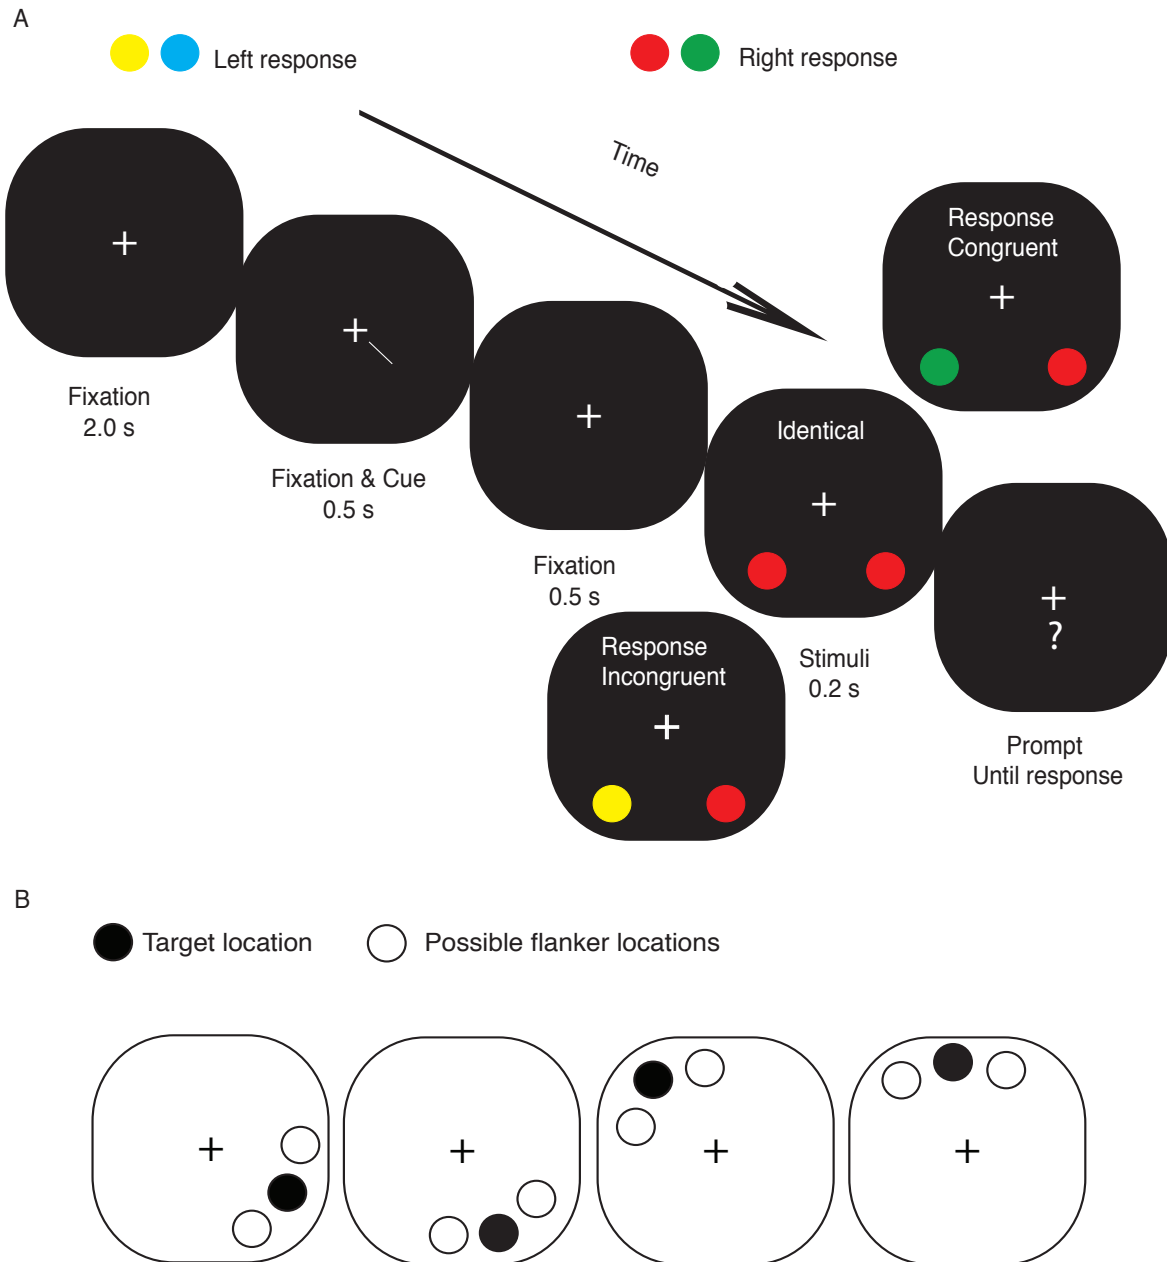 A
Left response
Right response
Time
Response
Congruent
Fixation
2.0 s
Fixation & Cue
0.5 s
Identical
Fixation
0.5 s
Response
Incongruent
Stimuli
0.2 s
?
Prompt
Until response
B
Target location
Possible flanker locations